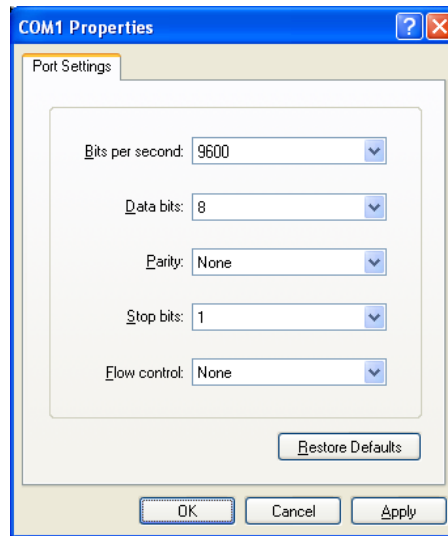 COM1 Properties
Port Settings
Bits per second: 9600
Data bits: 8
Parity: None
Stop bits: 1
Flow control: None
Restore Defaults
OK Cancel Apply